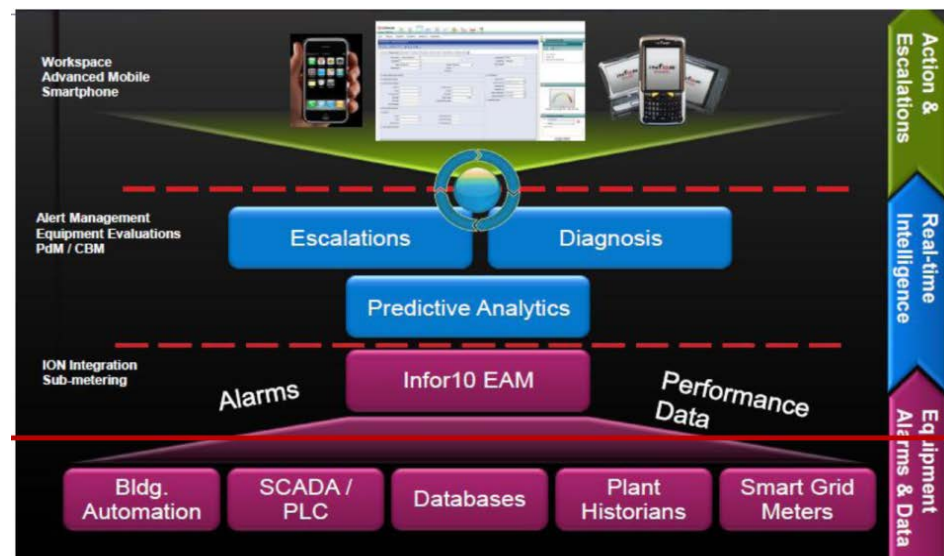 Workspace
Advanced Mobile
Smartphone
Action &
Escalations
Alert Management
Equipment Evaluations
PdM / CBM
Escalations
Diagnosis
Real-time
Intelligence
Predictive Analytics
ION Integration
Sub-metering
Alarms
Infor10 EAM
Performance
Data
Equipment
Alarms & Data
Bldg.
Automation
SCADA /
PLC
Databases
Plant
Historians
Smart Grid
Meters